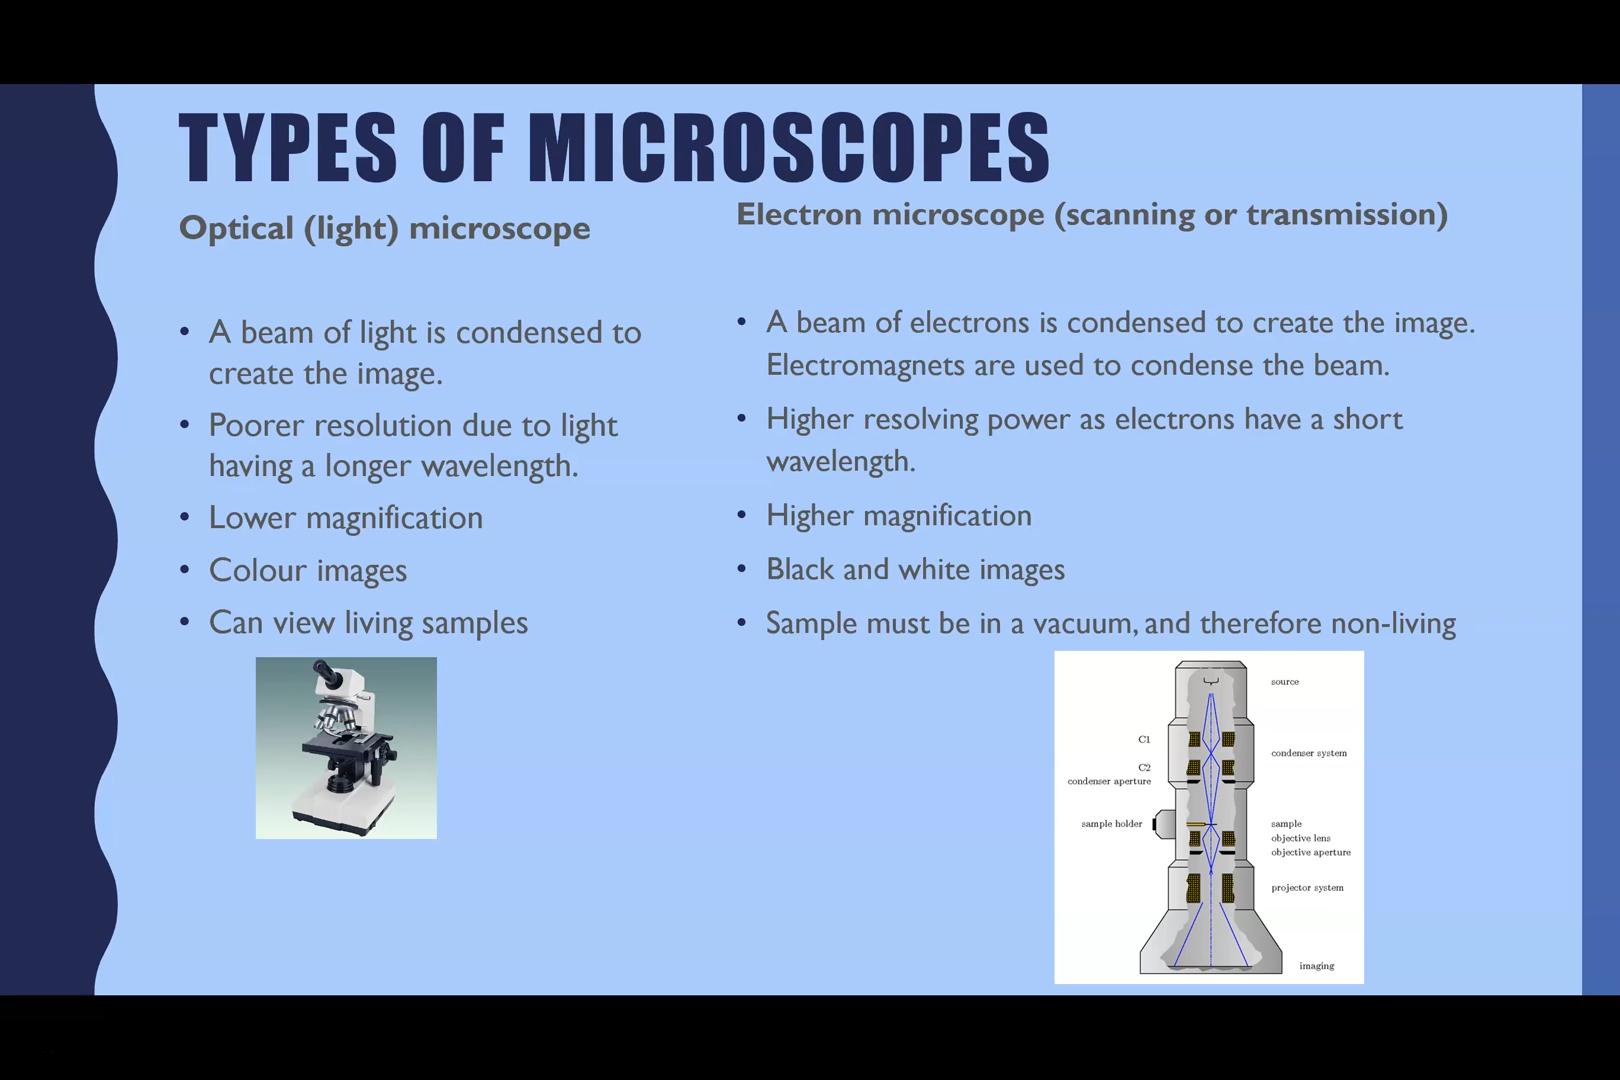 TYPES OF MICROSCOPES
Optical (light) microscope
• A beam of light is condensed to
create the image.
• Poorer resolution due to light
having a longer wavelength.
• Lower magnification
• Colour images
• Can view living samples
Electron microscope (scanning or transmission)
• A beam of electrons is condensed to create the image.
Electromagnets are used to condense the beam.
• Higher resolving power as electrons have a short
wavelength.
• Higher magnification
• Black and white images
• Sample must be in a vacuum, and therefore non-living
source
C1
condenser system
C2
condenser aperture
sample holder
sample
objective lens
objective aperture
projector system
imaging